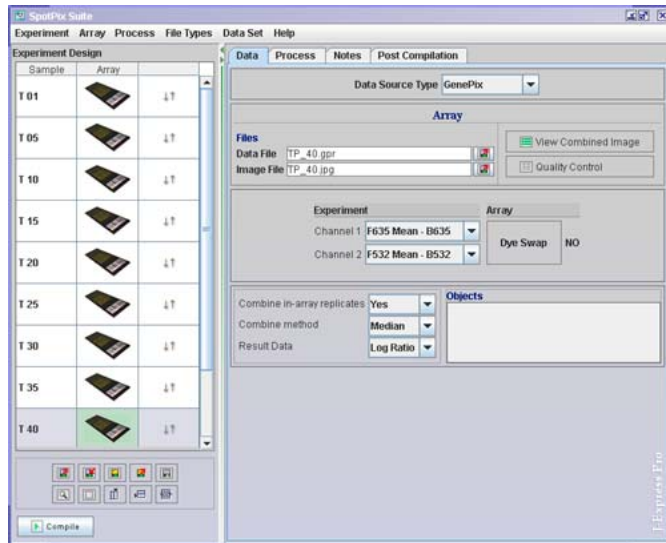 SpotPix Suite
Experiment Array Process File Types Data Set Help
Experiment Design
Sample Array
T 01
T 05
T 10
T 15
T 20
T 25
T 30
T 35
T 40
Compile
Data Process Notes Post Compilation
Data Source Type GenePix
Array
Files
Data File TP_40.gpr
Image File TP_40.jpg
View Combined Image
Quality Control
Experiment Array
Channel 1 F635 Mean - B635
Channel 2 F532 Mean - B532
Dye Swap NO
Combine in-array replicates Yes
Combine method Median
Result Data Log Ratio
Objects
J-Express Pro